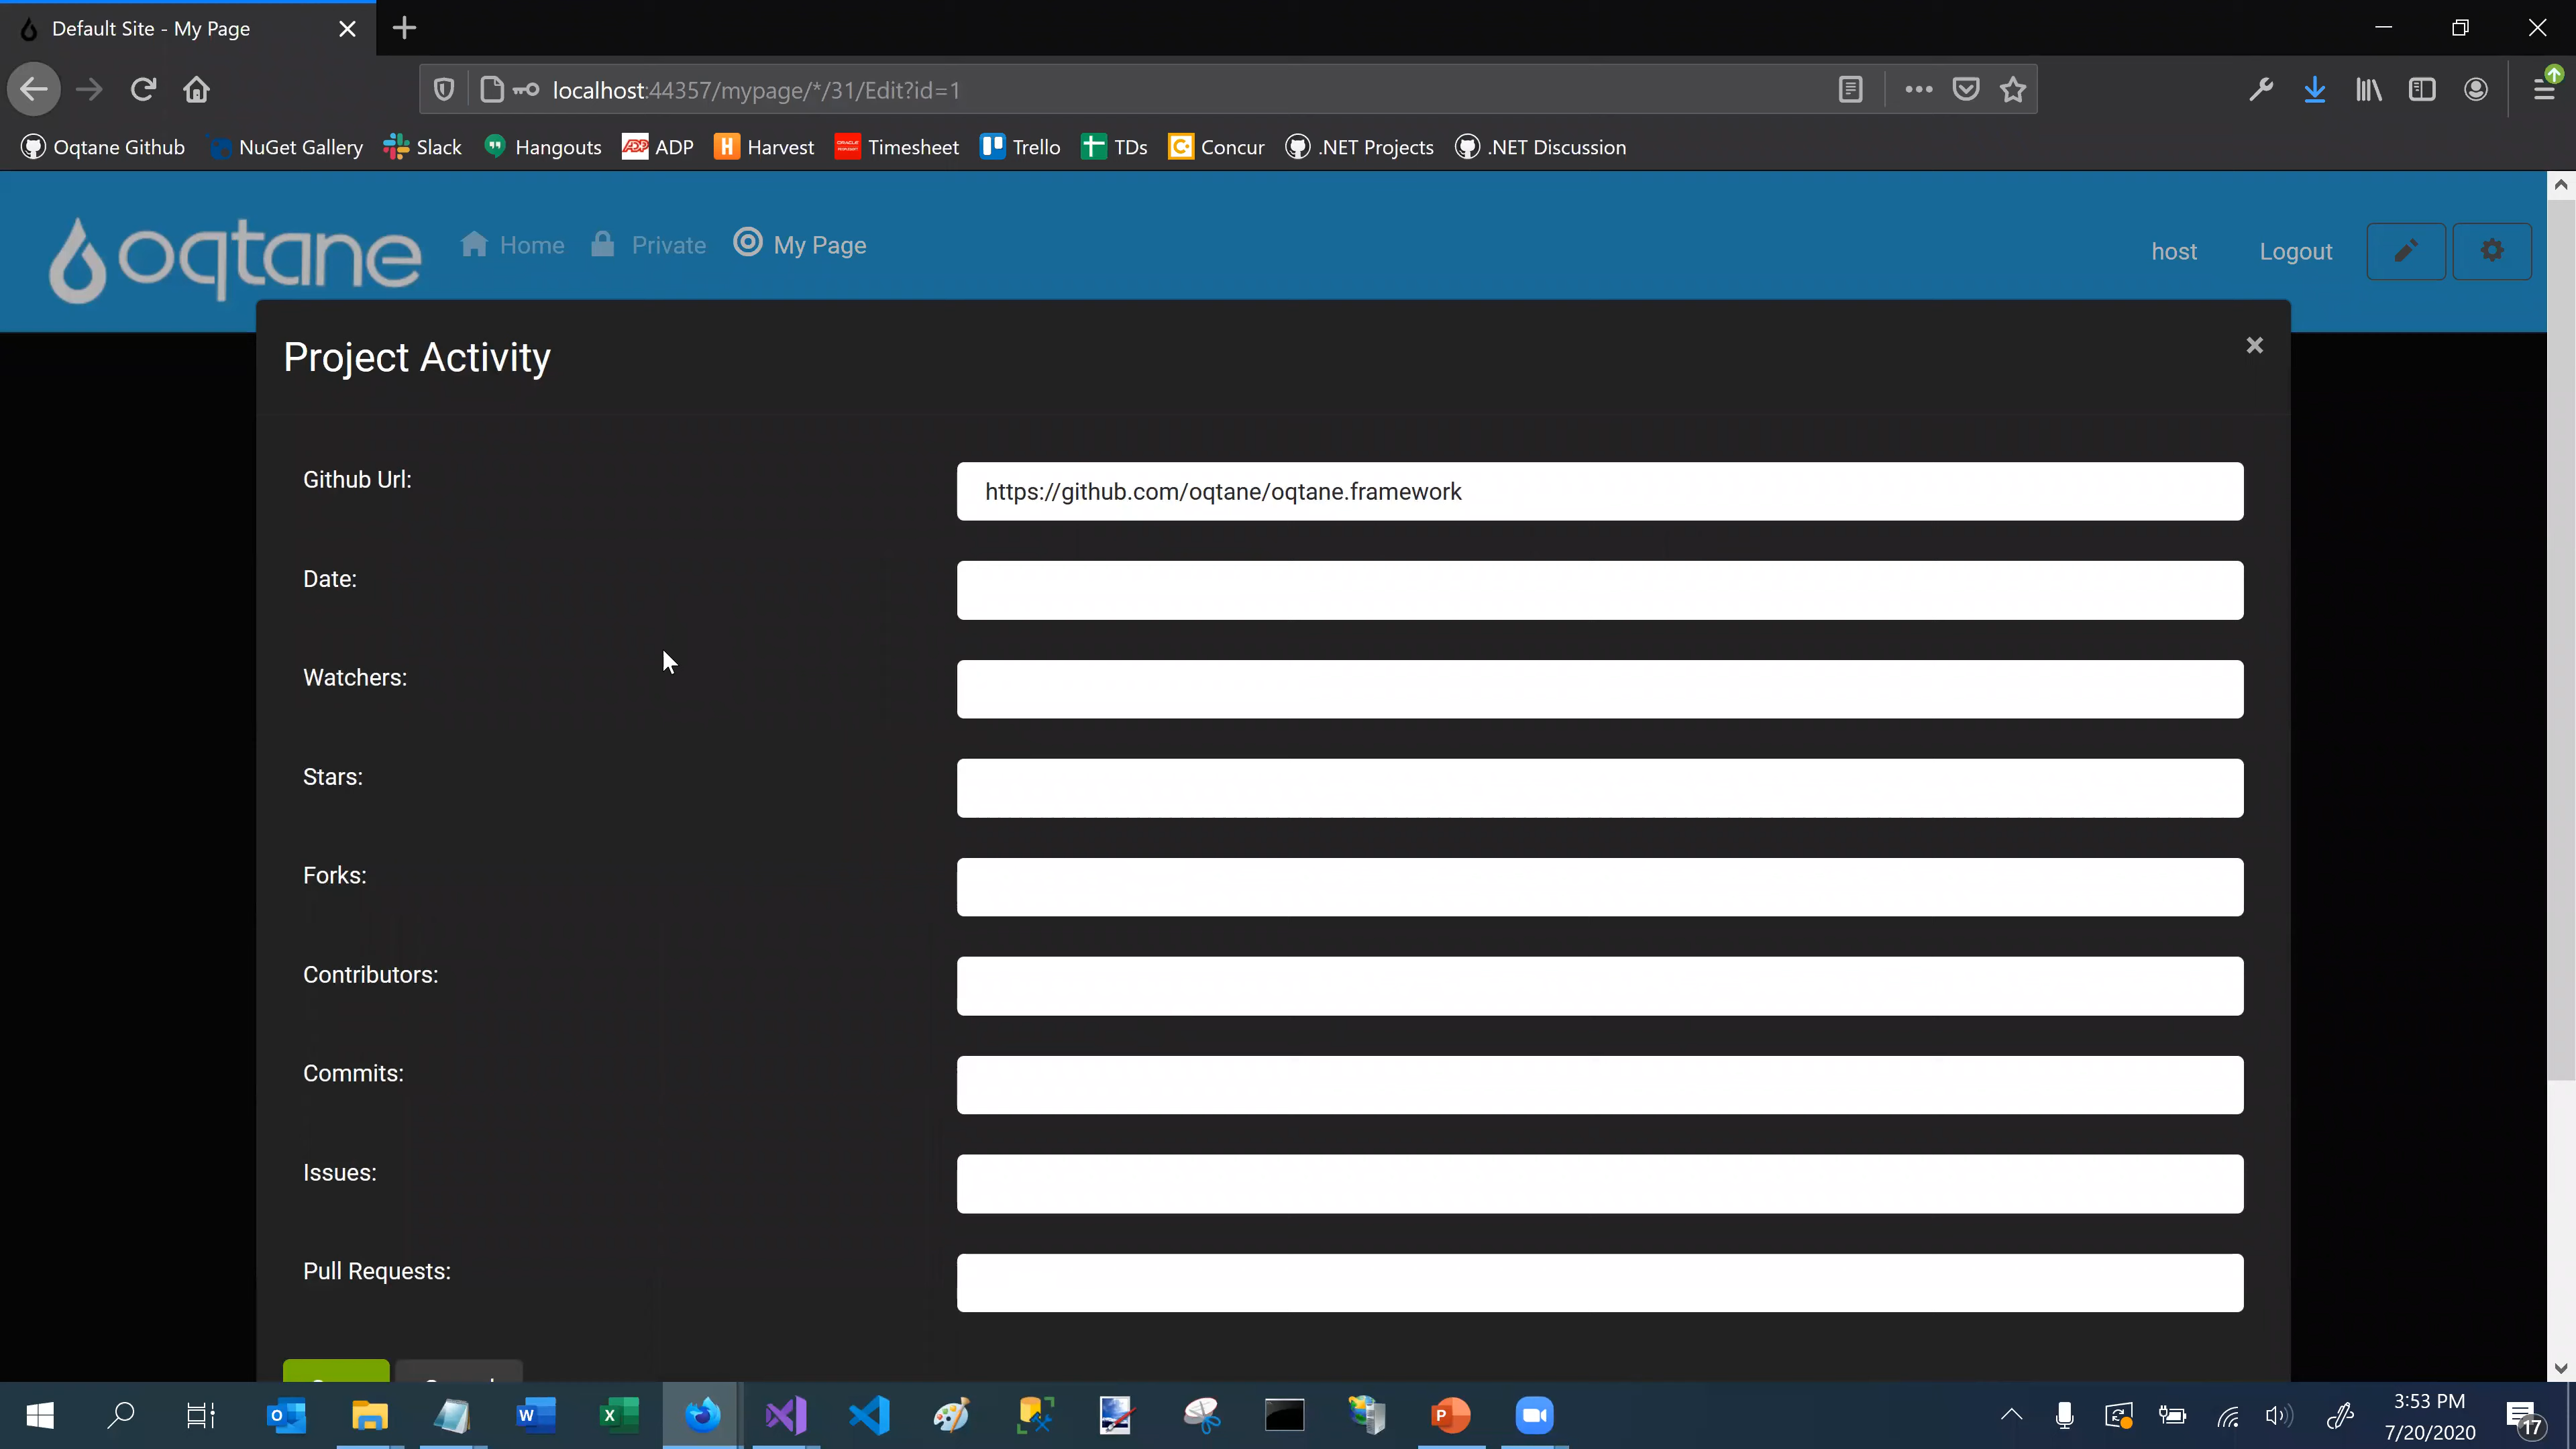 Default Site - My Page
localhost:44357/mypage/*/31/Edit?id=1
Oqtane Github NuGet Gallery Slack Hangouts ADP Harvest Timesheet Trello TDs Concur .NET Projects .NET Discussion
oqtane Home Private My Page host Logout
Project Activity
Github Url: https://github.com/oqtane/oqtane.framework
Date:
Watchers:
Stars:
Forks:
Contributors:
Commits:
Issues:
Pull Requests:
3:53 PM
7/20/2020
17